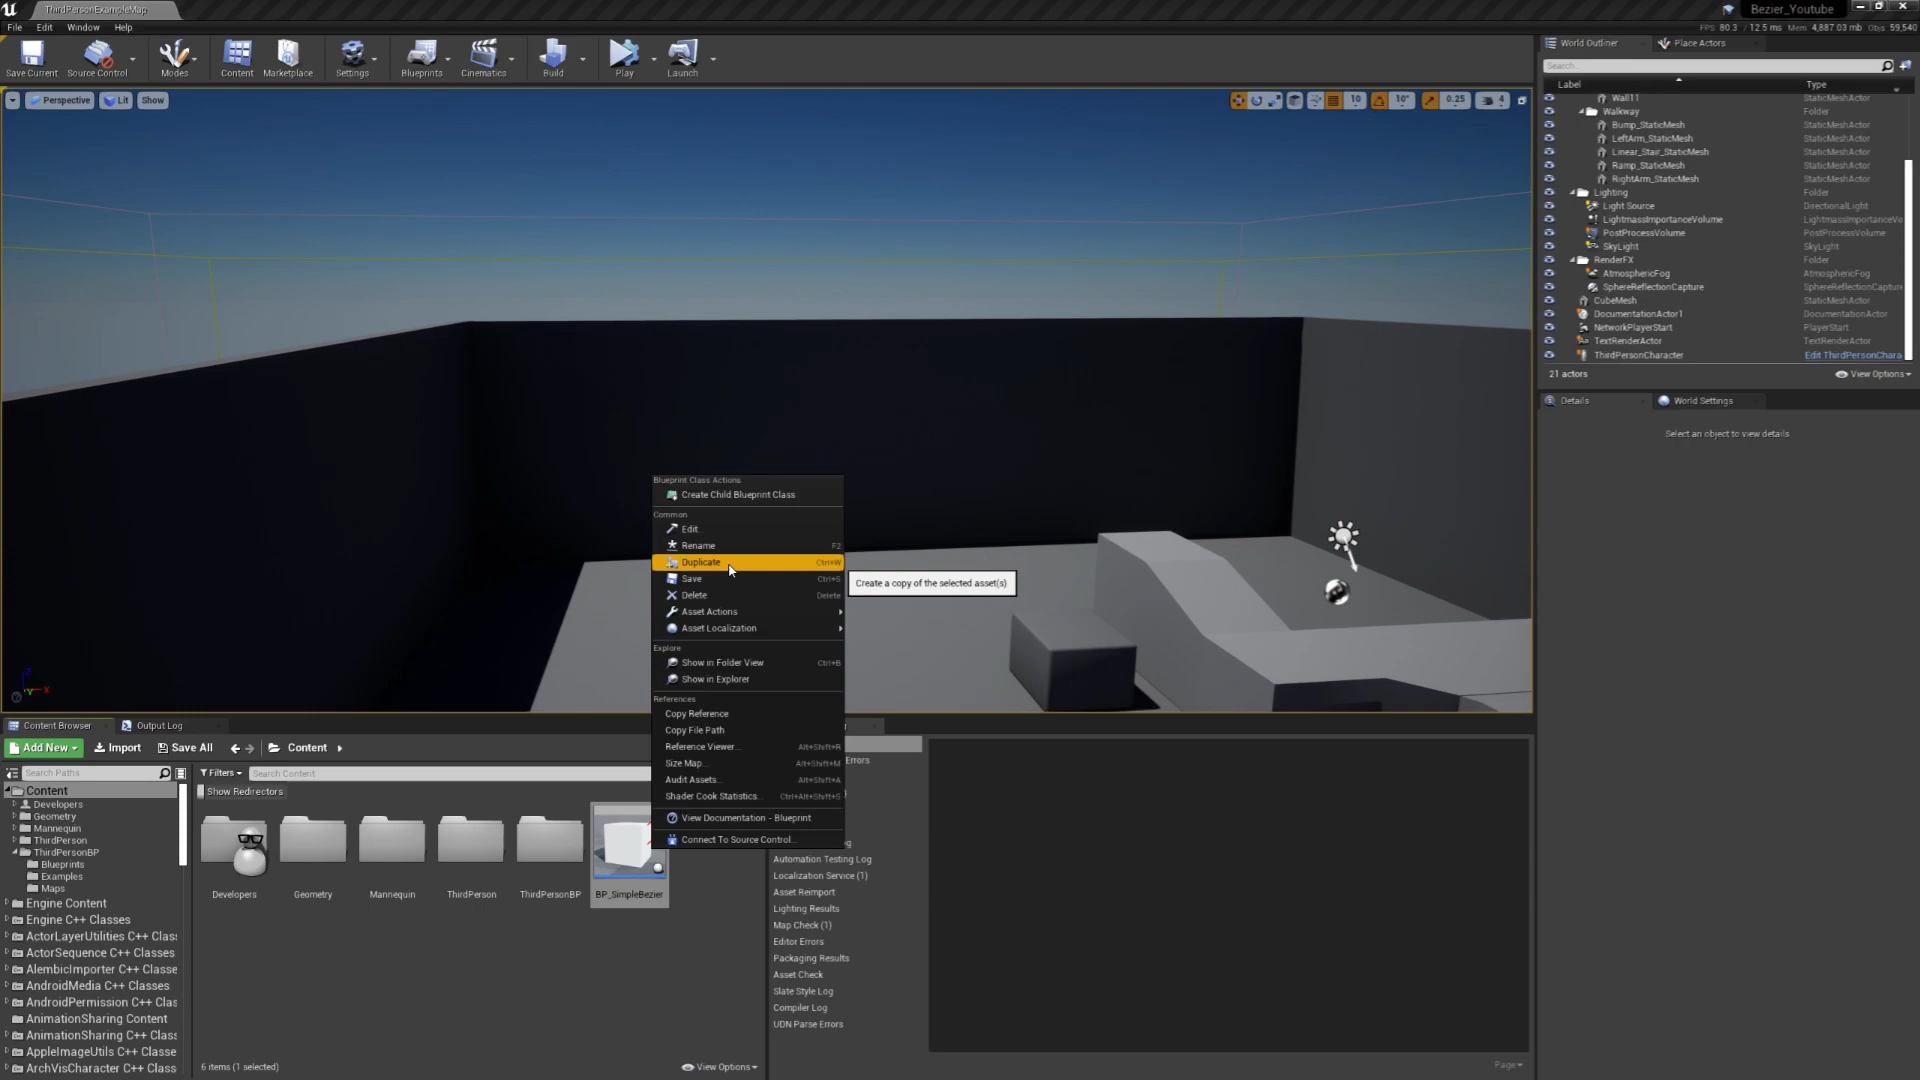 ThirdPersonExampleMap
Bezier_Youtube
File Edit Window Help
FPS: 80.3 / 12.5 ms Mem: 4,887.03 mb Objs: 59,540
Save Current
Source Control
Modes
Content
Marketplace
Settings
Blueprints
Cinematics
Build
Play
Launch
World Outliner
Place Actors
Search...
Label Type
Perspective Lit Show
10 10° 0.25 4
Wall11 StaticMeshActor
Walkway Folder
Bump_StaticMesh StaticMeshActor
LeftArm_StaticMesh StaticMeshActor
Linear_Stair_StaticMesh StaticMeshActor
Ramp_StaticMesh StaticMeshActor
RightArm_StaticMesh StaticMeshActor
Lighting Folder
Light Source DirectionalLight
LightmassImportanceVolume LightmassImportanceVo
PostProcessVolume PostProcessVolume
SkyLight SkyLight
RenderFX Folder
AtmosphericFog AtmosphericFog
SphereReflectionCapture SphereReflectionCapture
CubeMesh StaticMeshActor
DocumentationActor1 DocumentationActor
NetworkPlayerStart PlayerStart
TextRenderActor TextRenderActor
ThirdPersonCharacter Edit ThirdPersonChara
21 actors View Options
Details World Settings
Select an object to view details
Blueprint Class Actions
Create Child Blueprint Class
Common
Edit...
Rename F2
Duplicate Ctrl+W
Create a copy of the selected asset(s)
Save Ctrl+S
Delete Delete
Asset Actions
Asset Localization
Explore
Show in Folder View Ctrl+B
Show in Explorer
References
Copy Reference
Copy File Path
Reference Viewer... Alt+Shift+R
Size Map... Alt+Shift+M
Audit Assets... Alt+Shift+A
Shader Cook Statistics... Ctrl+Alt+Shift+S
View Documentation - Blueprint
Connect To Source Control...
Z
Y
X
Content Browser Output Log
Add New Import Save All Content
Search Paths
Filters Search Content
Show Redirectors
Content
Developers
Geometry
Mannequin
ThirdPerson
ThirdPersonBP
Blueprints
Examples
Maps
Engine Content
Engine C++ Classes
ActorLayerUtilities C++ Class
ActorSequence C++ Classes
AlembicImporter C++ Classe
AndroidMedia C++ Classes
AndroidPermission C++ Clas
AnimationSharing Content
AnimationSharing C++ Class
AppleImageUtils C++ Classe
ArchVisCharacter C++ Class
Developers
Geometry
Mannequin
ThirdPerson
ThirdPersonBP
BP_SimpleBezier
6 items (1 selected)
View Options
Errors
Automation Testing Log
Localization Service (1)
Asset Reimport
Lighting Results
Map Check (1)
Editor Errors
Packaging Results
Asset Check
Slate Style Log
Compiler Log
UDN Parse Errors
Page